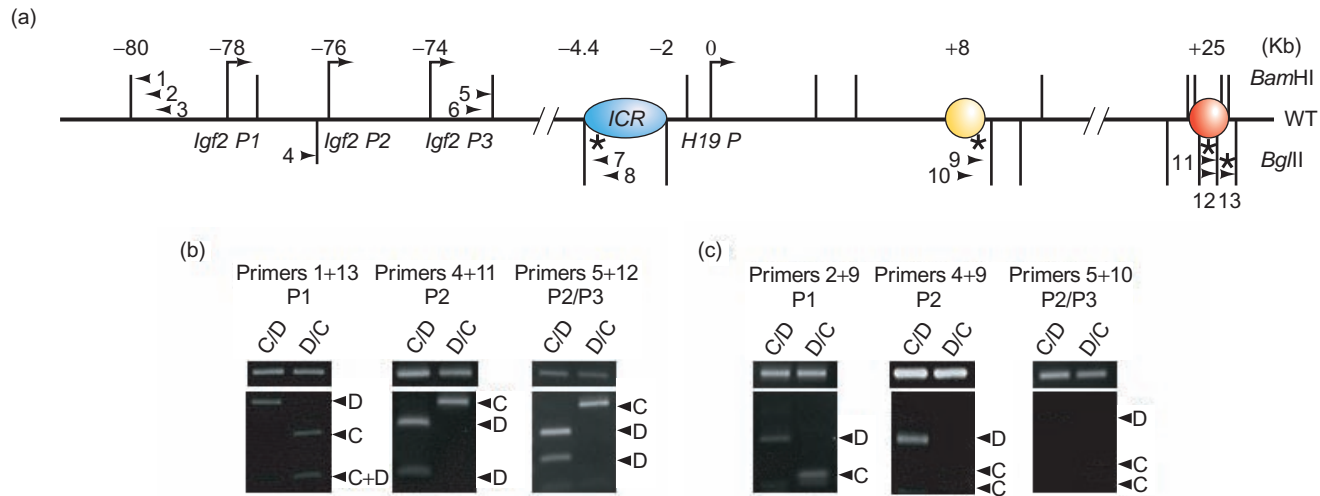 (a)
−80 −78 −76 −74 −4.4 −2 0 +8 +25 (Kb)
BamHI
1
2
3
5
6
ICR
WT
Igf2 P1 Igf2 P2 Igf2 P3 H19 P
4
*
7
8
*
9
10
*
11
*
BglII
12 13
(b)
Primers 1+13 Primers 4+11 Primers 5+12
P1 P2 P2/P3
C/D D/C C/D D/C C/D D/C
D
C
C+D
C
D
D
C
D
D
(c)
Primers 2+9 Primers 4+9 Primers 5+10
P1 P2 P2/P3
C/D D/C C/D D/C C/D D/C
D
C
D
C
C
D
C
C